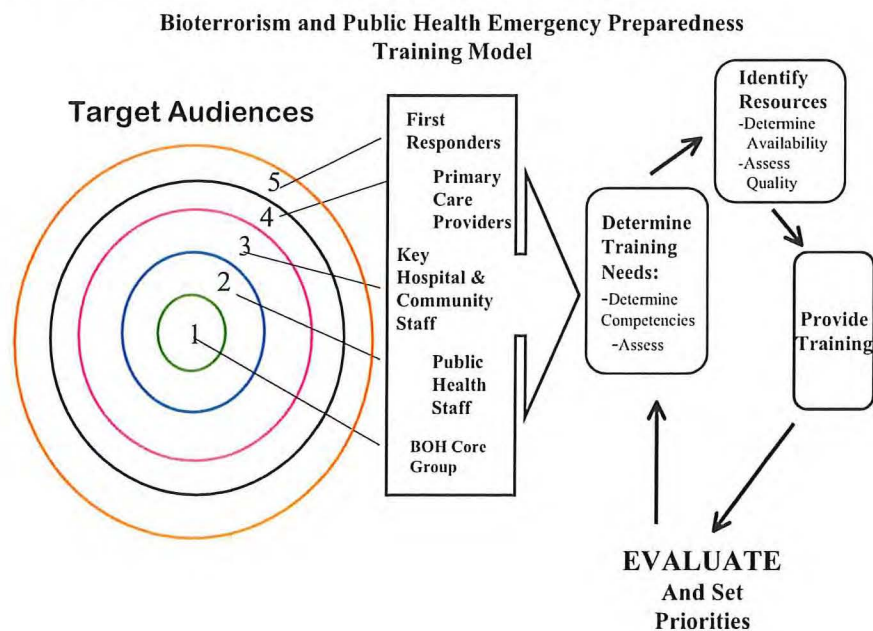 Bioterrorism and Public Health Emergency Preparedness
Training Model
Target Audiences
5
4
3
2
1
First
Responders
Primary
Care
Providers
Key
Hospital &
Community
Staff
Public
Health
Staff
BOH Core
Group
Determine
Training
Needs:
-Determine
Competencies
-Assess
Identify
Resources
-Determine
Availability
-Assess
Quality
Provide
Training
EVALUATE
And Set
Priorities